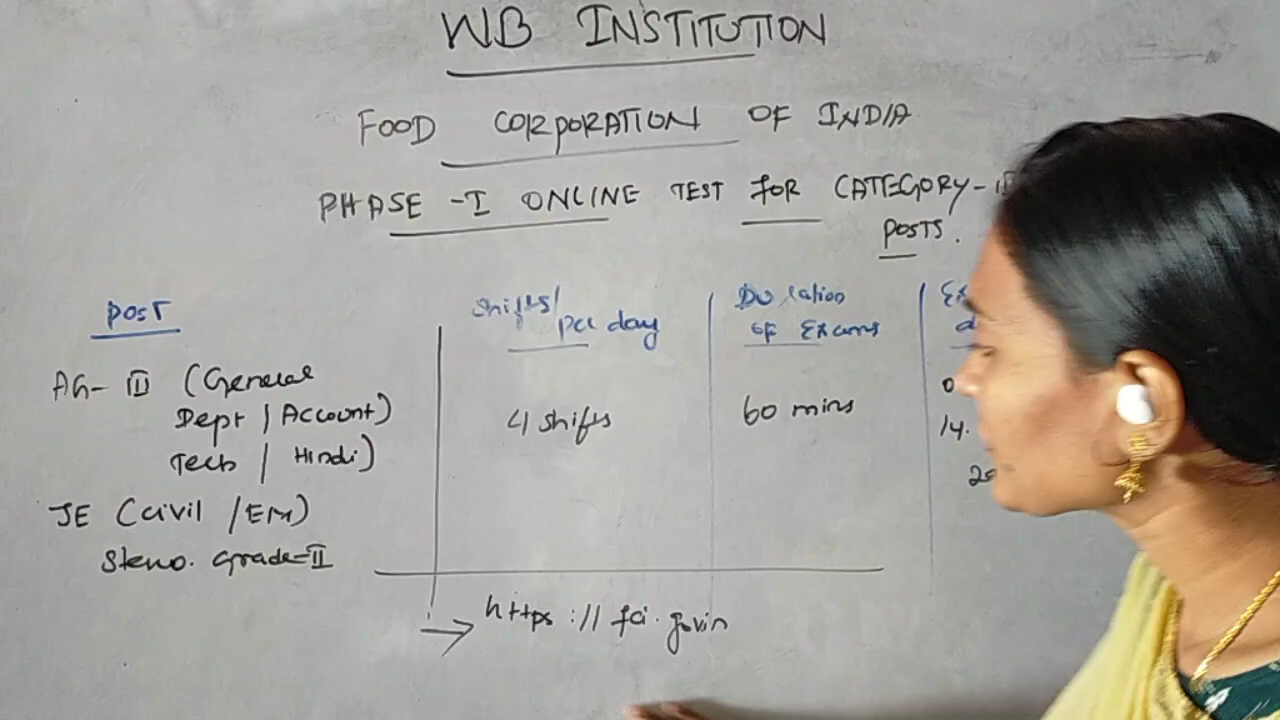 WB INSTITUTION
FOOD CORPORATION OF INDIA
PHASE -I ONLINE TEST FOR CATEGORY-
POSTS.
POST
Shifts/
per day
Duration
of Exams
AG- III (General
Dept / Account)
Tech / Hindi)
4 shifts
60 mins
14.
JE (Civil / EM)
Steno. Grade-II
→ https://fci.gov.in